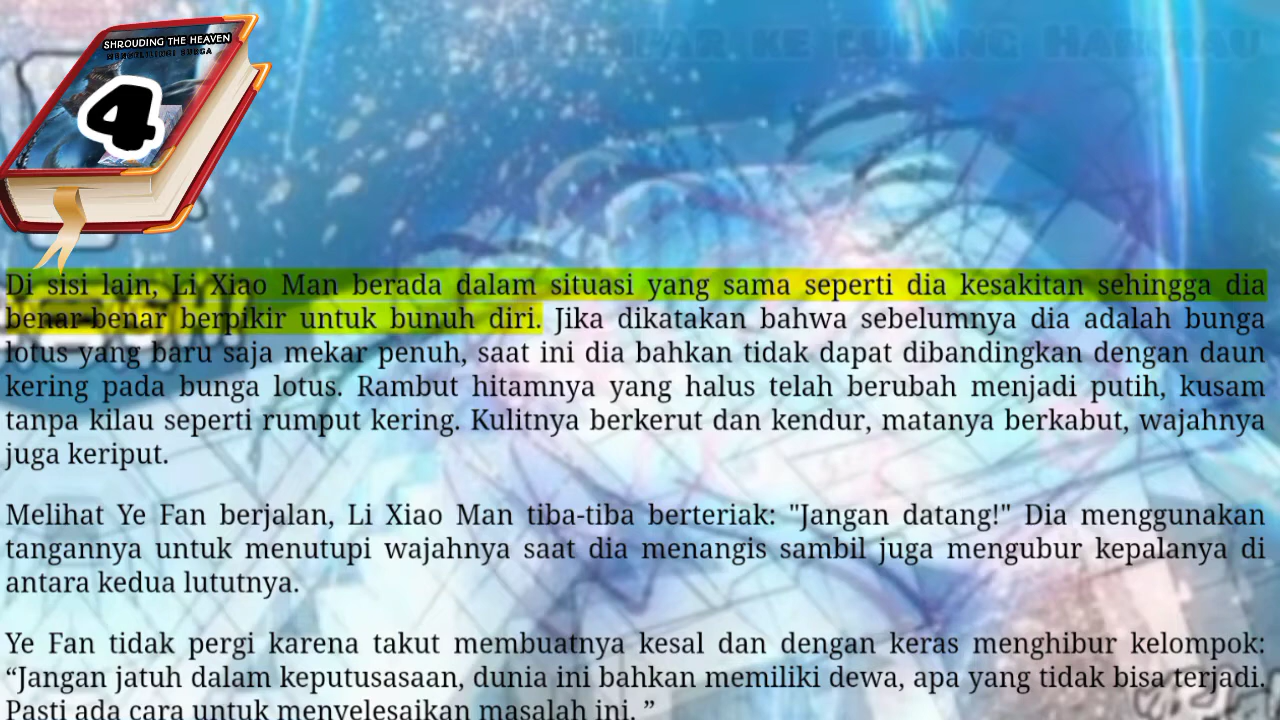 SHROUDING THE HEAVEN
4
Di sisi lain, Li Xiao Man berada dalam situasi yang sama seperti dia kesakitan sehingga dia
benar-benar berpikir untuk bunuh diri. Jika dikatakan bahwa sebelumnya dia adalah bunga
lotus yang baru saja mekar penuh, saat ini dia bahkan tidak dapat dibandingkan dengan daun
kering pada bunga lotus. Rambut hitamnya yang halus telah berubah menjadi putih, kusam
tanpa kilau seperti rumput kering. Kulitnya berkerut dan kendur, matanya berkabut, wajahnya
juga keriput.
Melihat Ye Fan berjalan, Li Xiao Man tiba-tiba berteriak: "Jangan datang!" Dia menggunakan
tangannya untuk menutupi wajahnya saat dia menangis sambil juga mengubur kepalanya di
antara kedua lututnya.
Ye Fan tidak pergi karena takut membuatnya kesal dan dengan keras menghibur kelompok:
“Jangan jatuh dalam keputusasaan, dunia ini bahkan memiliki dewa, apa yang tidak bisa terjadi.
Pasti ada cara untuk menyelesaikan masalah ini. ”